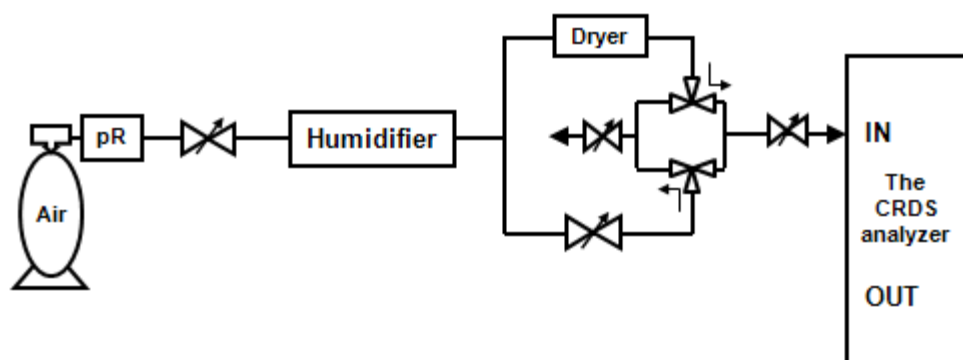 Dryer
pR
Humidifier
IN
Air
The
CRDS
analyzer
OUT